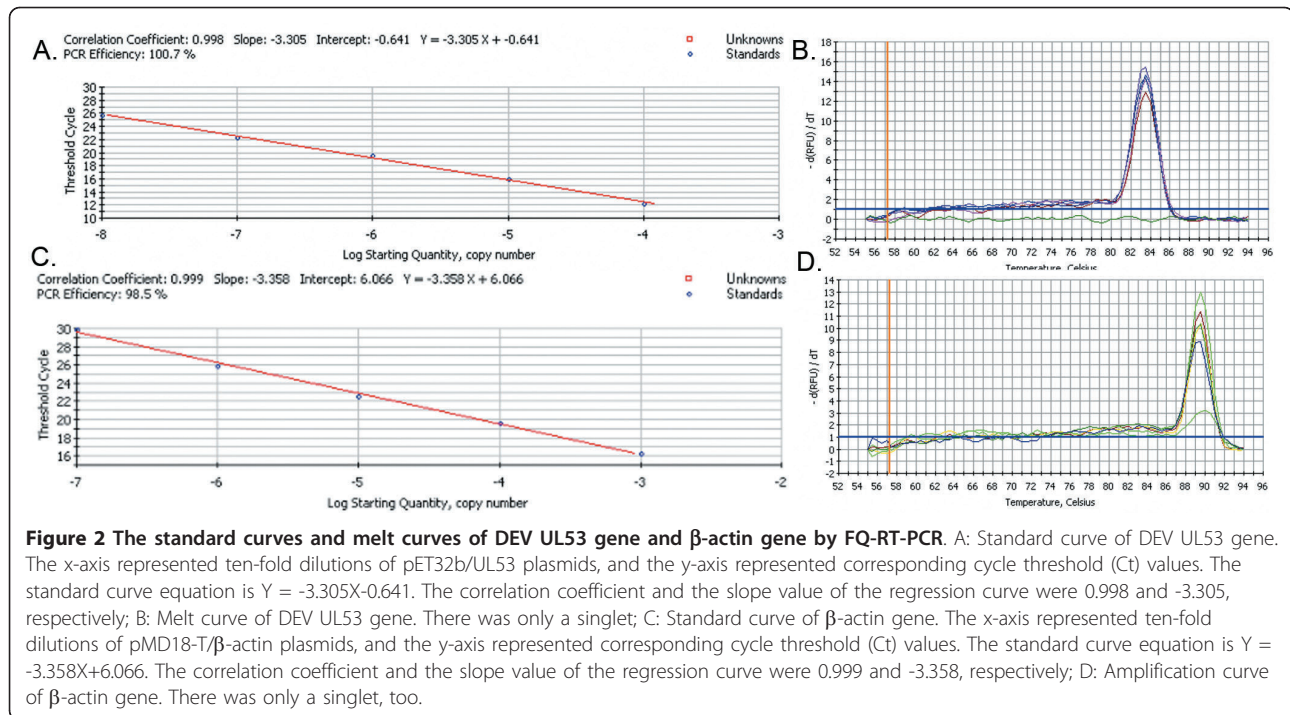 Correlation Coefficient: 0.998 Slope: -3.305 Intercept: -0.641 Y = -3.305 X + -0.641
PCR Efficiency: 100.7 %
Unknowns
Standards
A.
Threshold Cycle
30
28
26
24
22
20
18
16
14
12
10
-8
-7
-6
-5
-4
-3
Log Starting Quantity, copy number
B.
- d(RFU) / dT
18
16
14
12
10
8
6
4
2
0
-2
52 54 56 58 60 62 64 66 68 70 72 74 76 78 80 82 84 86 88 90 92 94 96
Temperature, Celsius
C.
Correlation Coefficient: 0.999 Slope: -3.358 Intercept: 6.066 Y = -3.358 X + 6.066
PCR Efficiency: 98.5 %
Unknowns
Standards
Threshold Cycle
30
28
26
24
22
20
18
16
-7
-6
-5
-4
-3
-2
Log Starting Quantity, copy number
D.
- d(RFU) / dT
14
13
12
11
10
9
8
7
6
5
4
3
2
1
0
-1
-2
52 54 56 58 60 62 64 66 68 70 72 74 76 78 80 82 84 86 88 90 92 94 96
Temperature, Celsius
Figure 2 The standard curves and melt curves of DEV UL53 gene and β-actin gene by FQ-RT-PCR. A: Standard curve of DEV UL53 gene.
The x-axis represented ten-fold dilutions of pET32b/UL53 plasmids, and the y-axis represented corresponding cycle threshold (Ct) values. The
standard curve equation is Y = -3.305X-0.641. The correlation coefficient and the slope value of the regression curve were 0.998 and -3.305,
respectively; B: Melt curve of DEV UL53 gene. There was only a singlet; C: Standard curve of β-actin gene. The x-axis represented ten-fold
dilutions of pMD18-T/β-actin plasmids, and the y-axis represented corresponding cycle threshold (Ct) values. The standard curve equation is Y =
-3.358X+6.066. The correlation coefficient and the slope value of the regression curve were 0.999 and -3.358, respectively; D: Amplification curve
of β-actin gene. There was only a singlet, too.